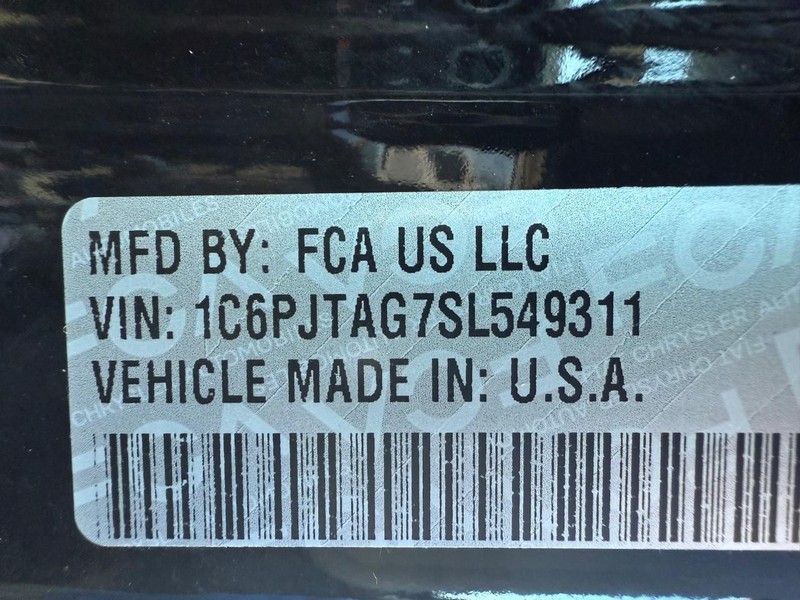 MFD BY: FCA US LLC
VIN: 1C6PJTAG7SL549311
VEHICLE MADE IN: U.S.A.